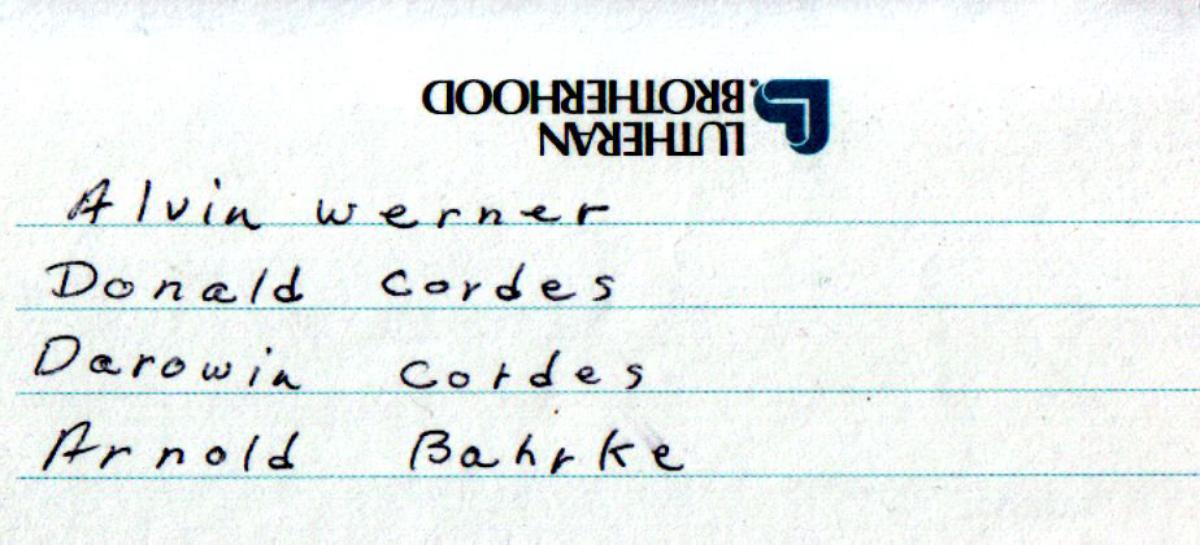 LUTHERAN
BROTHERHOOD
Alvin Werner
Donald Cordes
Darowin Cordes
Arnold Bahrke